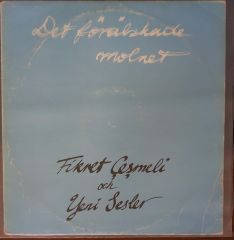 Det förälskade
molnet
Fikret Çeşmeli
och
Yeni Sesler